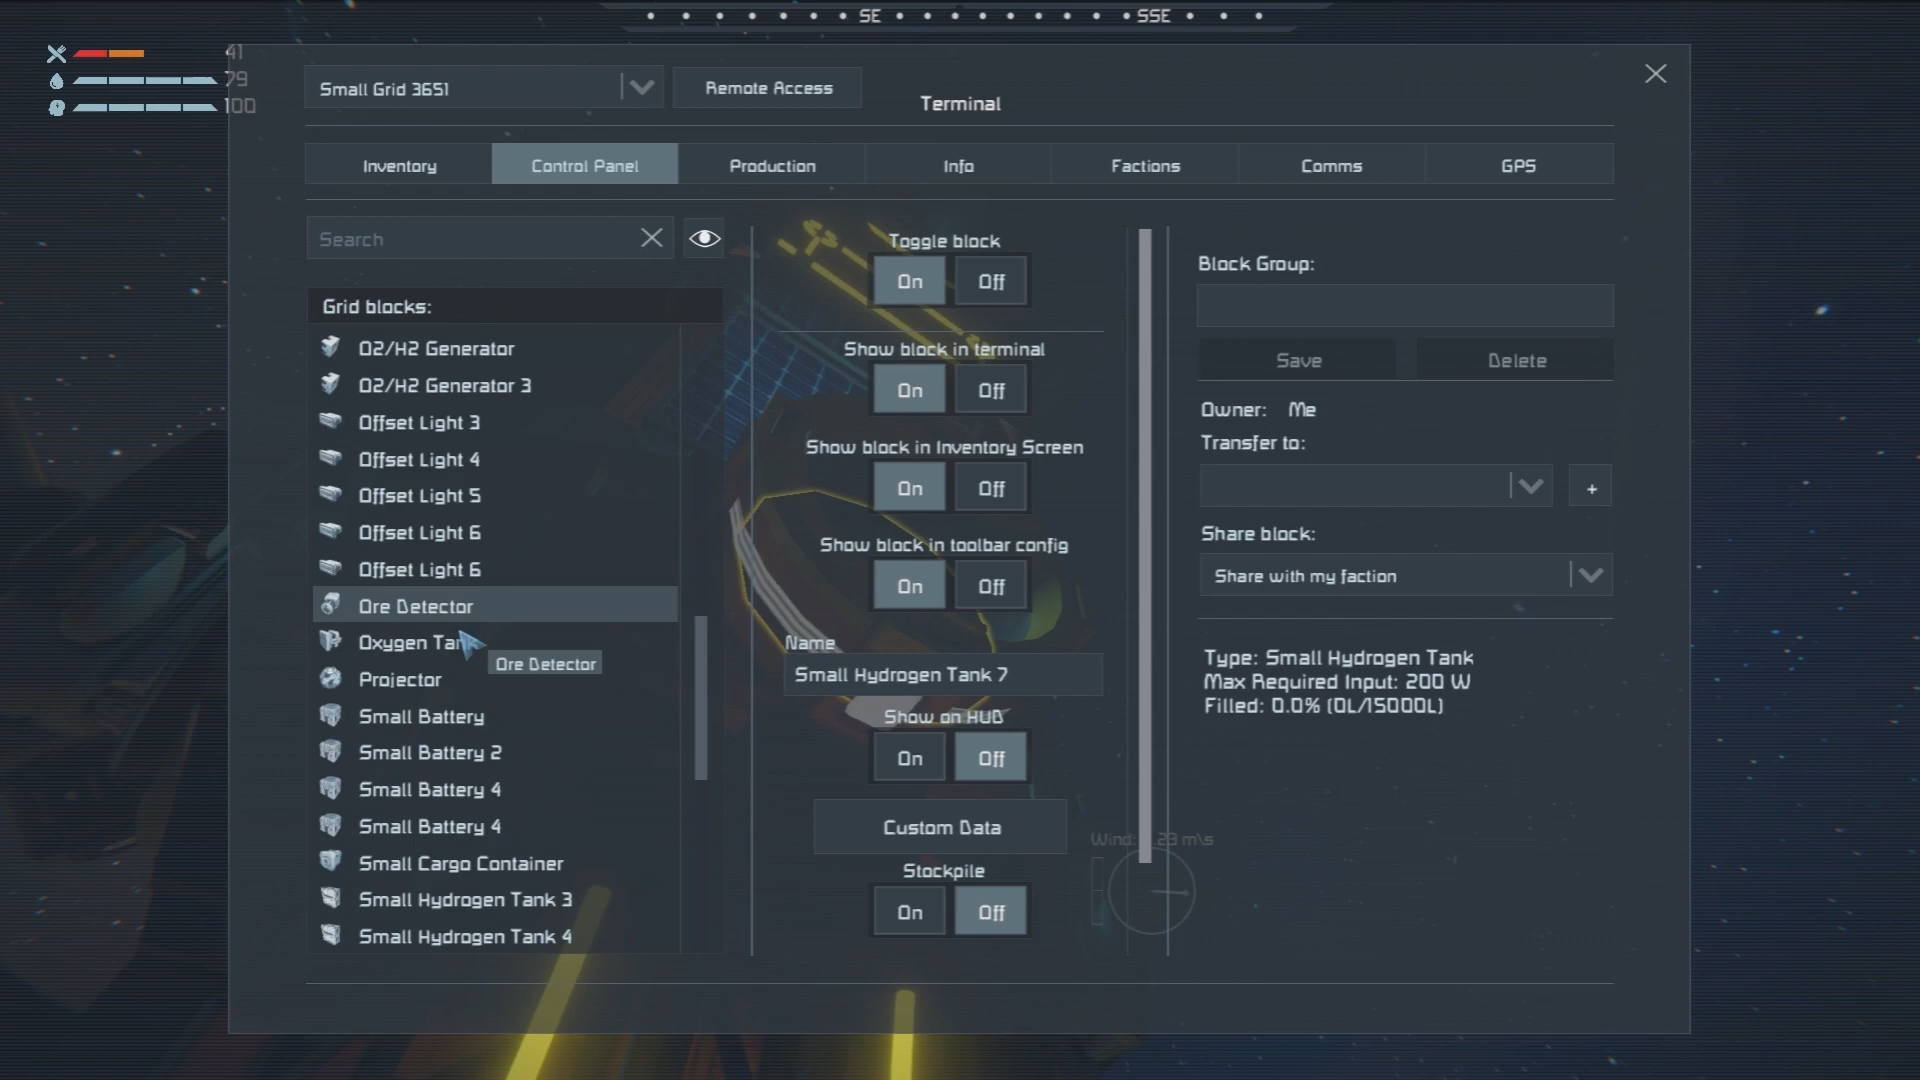 SE
SSE
41
79
100
Small Grid 3651
Remote Access
Terminal
Inventory
Control Panel
Production
Info
Factions
Comms
GPS
Search
Grid blocks:
O2/H2 Generator
O2/H2 Generator 3
Offset Light 3
Offset Light 4
Offset Light 5
Offset Light 6
Offset Light 6
Ore Detector
Oxygen Tank
Ore Detector
Projector
Small Battery
Small Battery 2
Small Battery 4
Small Battery 4
Small Cargo Container
Small Hydrogen Tank 3
Small Hydrogen Tank 4
Toggle block
On
Off
Show block in terminal
On
Off
Show block in Inventory Screen
On
Off
Show block in toolbar config
On
Off
Name
Small Hydrogen Tank 7
Show on HUD
On
Off
Custom Data
Stockpile
On
Off
Wind: .23 m\s
Block Group:
Save
Delete
Owner: Me
Transfer to:
+
Share block:
Share with my faction
Type: Small Hydrogen Tank
Max Required Input: 200 W
Filled: 0.0% (0L/15000L)